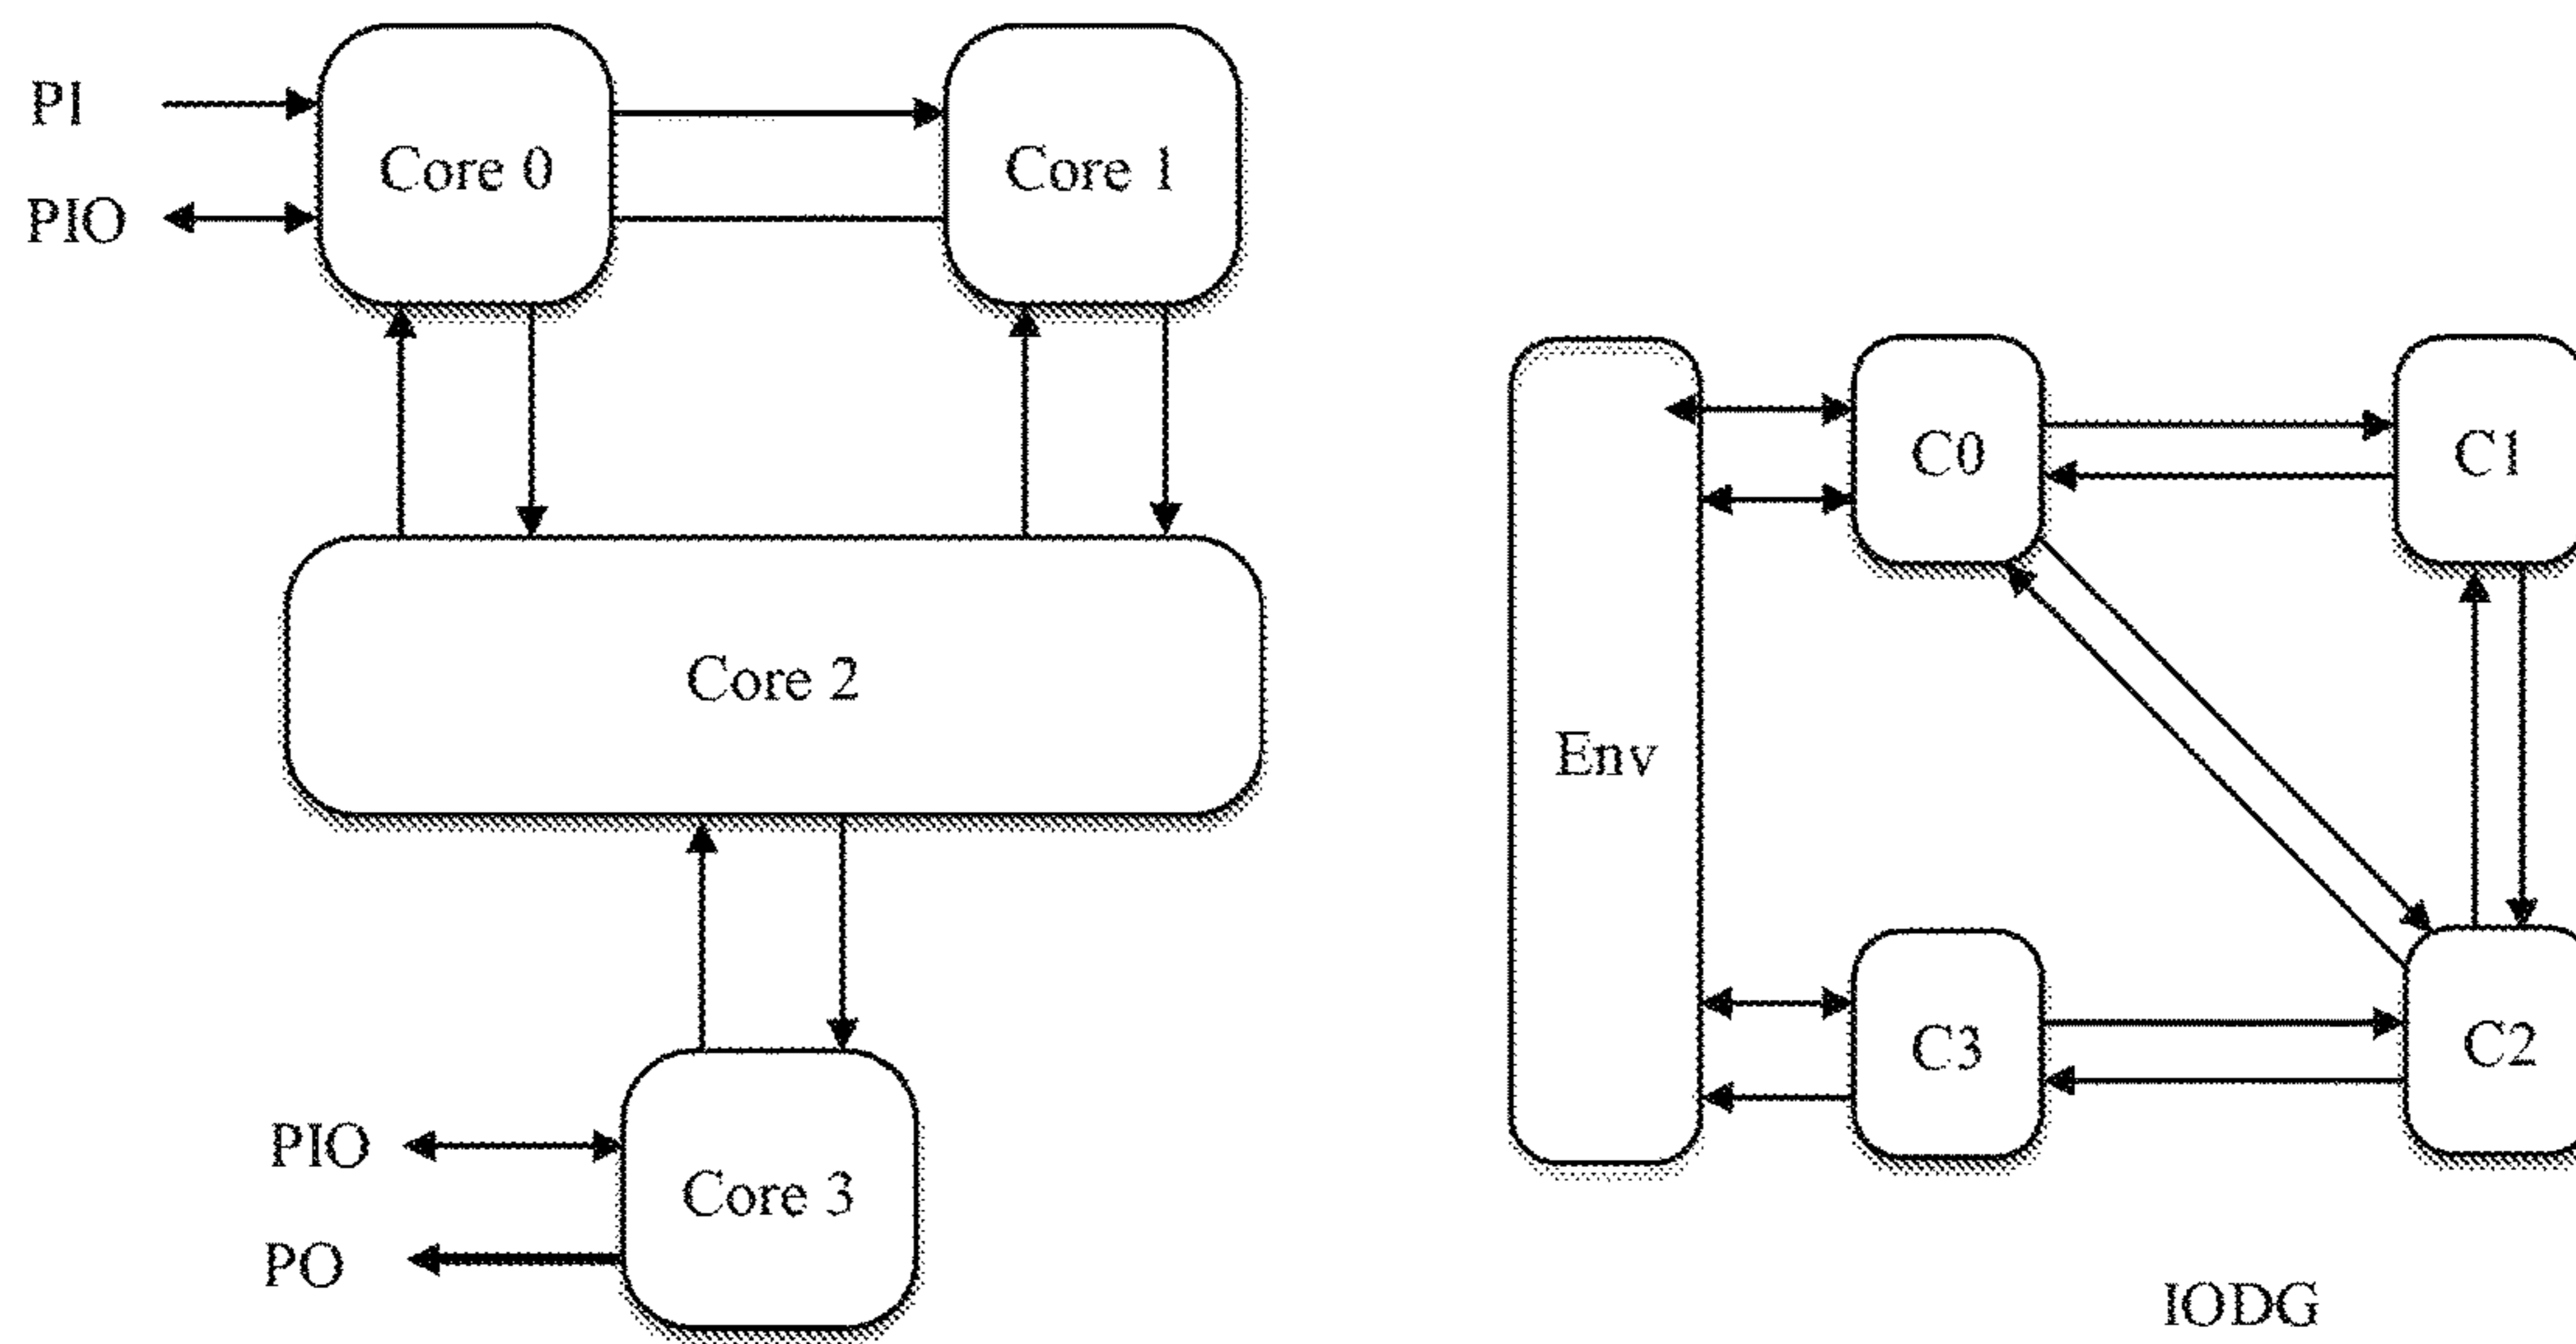 PI
PIO
Core 0
Core 1
Core 2
Core 3
PIO
PO
Env
C0
C1
C3
C2
IODG